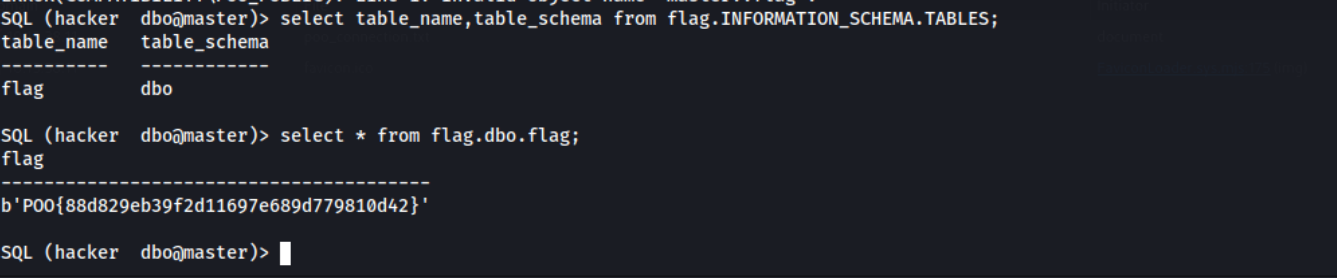 SQL (hacker  dbo@master)> select table_name,table_schema from flag.INFORMATION_SCHEMA.TABLES;
table_name   table_schema
----------   ------------
flag         dbo
SQL (hacker  dbo@master)> select * from flag.dbo.flag;
flag
----------------------------------------
b'POO{88d829eb39f2d11697e689d779810d42}'
SQL (hacker  dbo@master)>